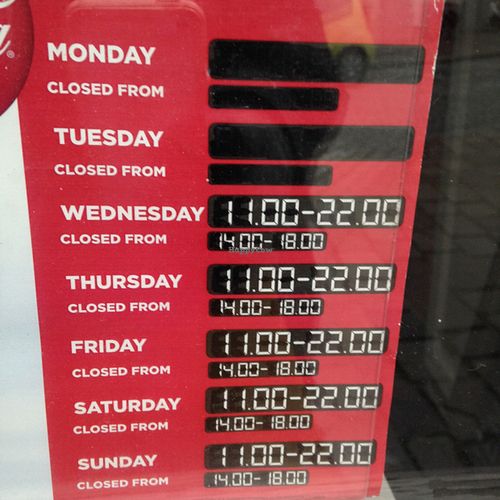 MONDAY
CLOSED FROM
TUESDAY
CLOSED FROM
WEDNESDAY 11.00-22.00
CLOSED FROM 14.00-18.00
THURSDAY 11.00-22.00
CLOSED FROM 14.00-18.00
FRIDAY 11.00-22.00
CLOSED FROM 14.00-18.00
SATURDAY 11.00-22.00
CLOSED FROM 14.00-18.00
SUNDAY 11.00-22.00
CLOSED FROM 14.00-18.00